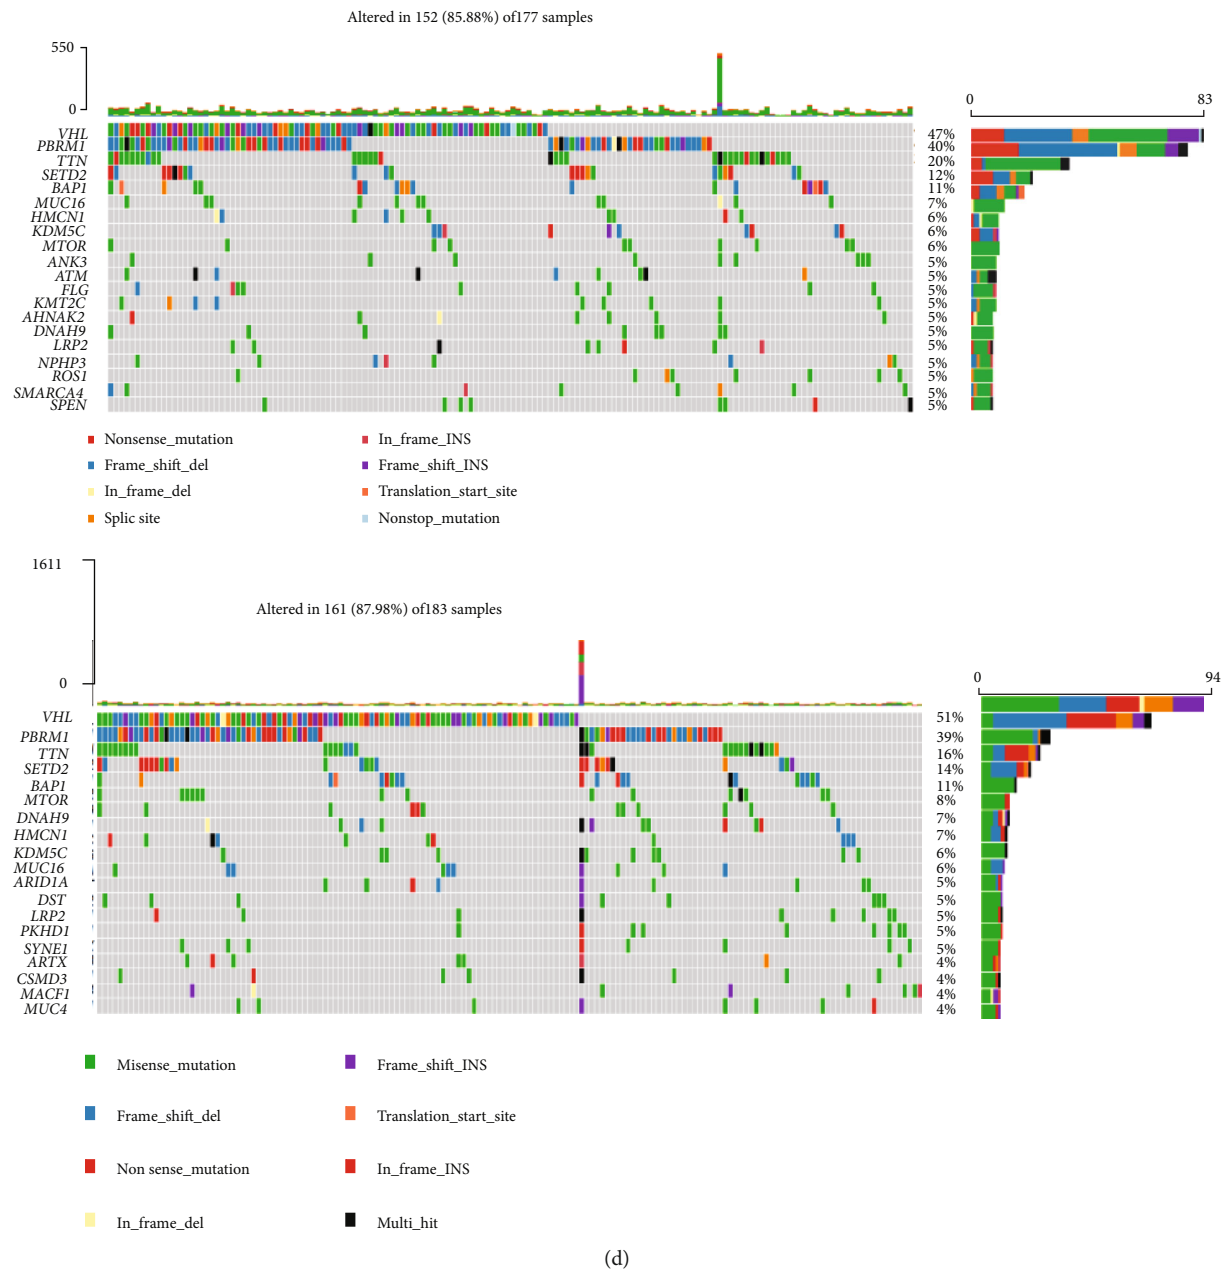 Altered in 152 (85.88%) of177 samples
550
0
0 83
VHL 47%
PBRM1 40%
TTN 20%
SETD2 12%
BAP1 11%
MUC16 7%
HMCN1 6%
KDM5C 6%
MTOR 6%
ANK3 5%
ATM 5%
FLG 5%
KMT2C 5%
AHNAK2 5%
DNAH9 5%
LRP2 5%
NPHP3 5%
ROS1 5%
SMARCA4 5%
SPEN 5%
Nonsense_mutation In_frame_INS
Frame_shift_del Frame_shift_INS
In_frame_del Translation_start_site
Splic site Nonstop_mutation
1611
Altered in 161 (87.98%) of183 samples
0
0 94
VHL 51%
PBRM1 39%
TTN 16%
SETD2 14%
BAP1 11%
MTOR 8%
DNAH9 7%
HMCN1 7%
KDM5C 6%
MUC16 6%
ARID1A 5%
DST 5%
LRP2 5%
PKHD1 5%
SYNE1 5%
ARTX 4%
CSMD3 4%
MACF1 4%
MUC4 4%
Misense_mutation Frame_shift_INS
Frame_shift_del Translation_start_site
Non sense_mutation In_frame_INS
In_frame_del Multi_hit
(d)